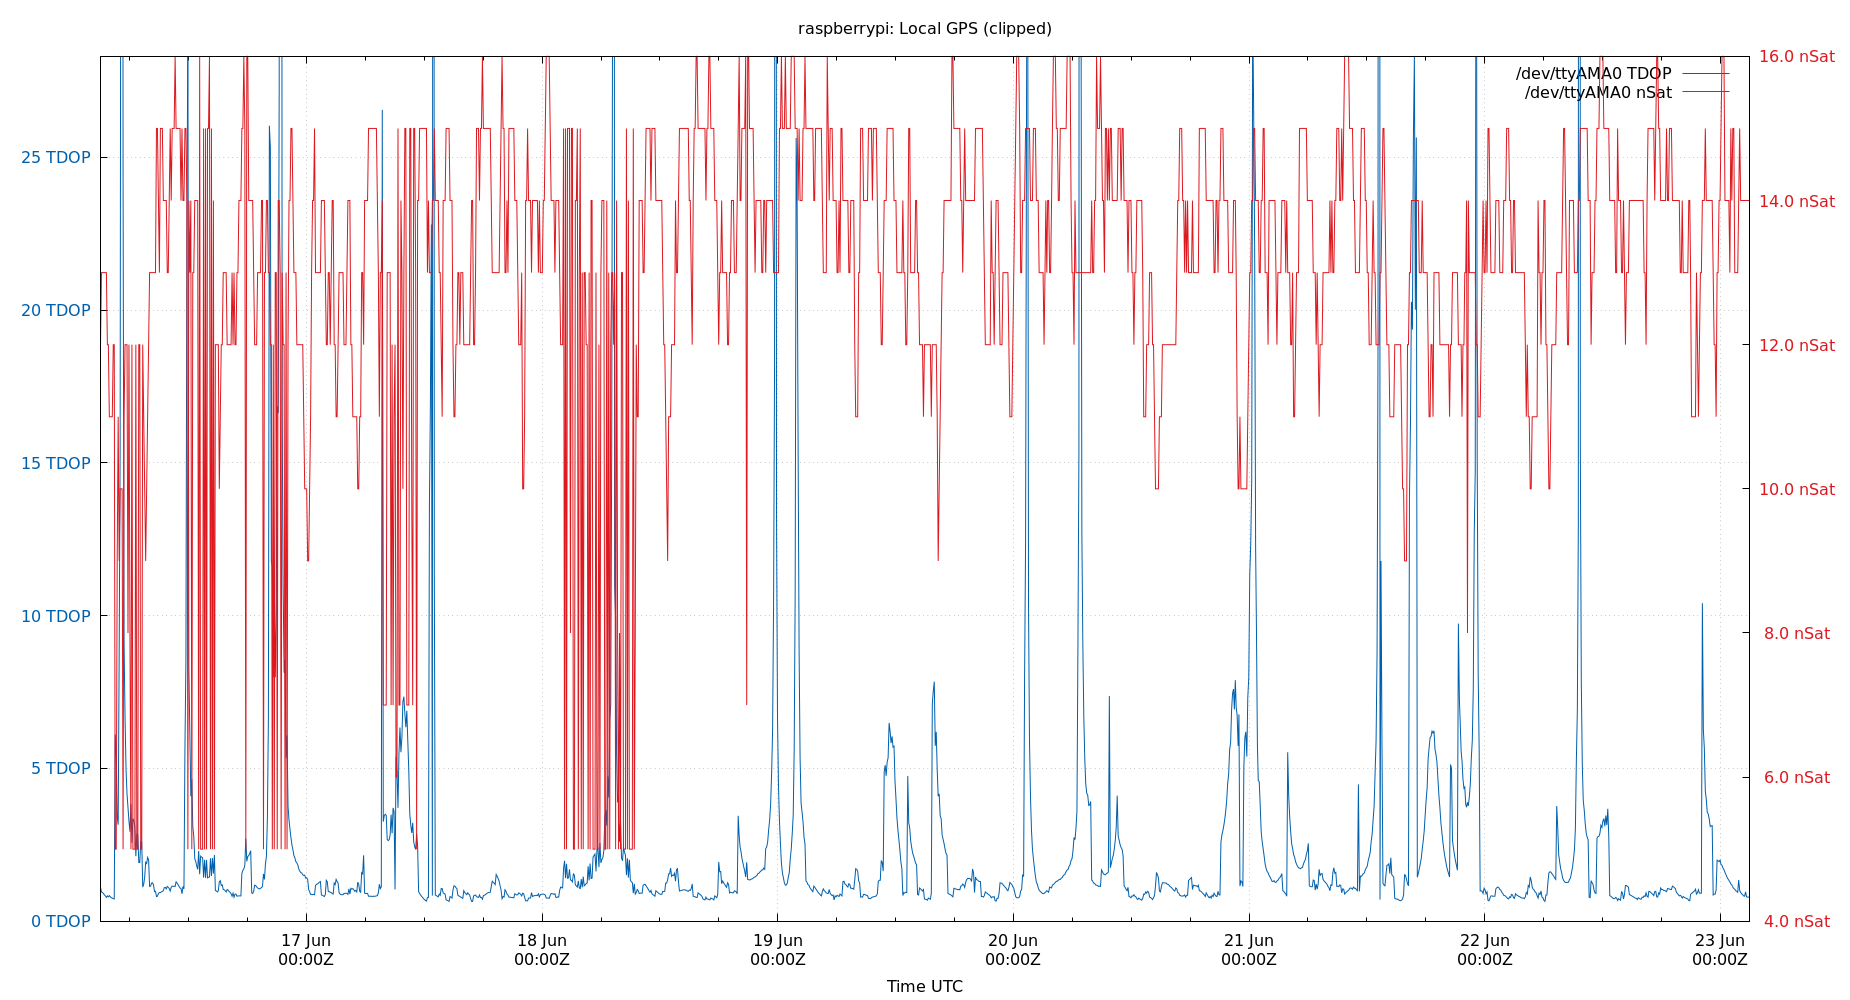 raspberrypi: Local GPS (clipped)
/dev/ttyAMA0 TDOP
/dev/ttyAMA0 nSat
25 TDOP
20 TDOP
15 TDOP
10 TDOP
5 TDOP
0 TDOP
16.0 nSat
14.0 nSat
12.0 nSat
10.0 nSat
8.0 nSat
6.0 nSat
4.0 nSat
17 Jun
00:00Z
18 Jun
00:00Z
19 Jun
00:00Z
20 Jun
00:00Z
21 Jun
00:00Z
22 Jun
00:00Z
23 Jun
00:00Z
Time UTC